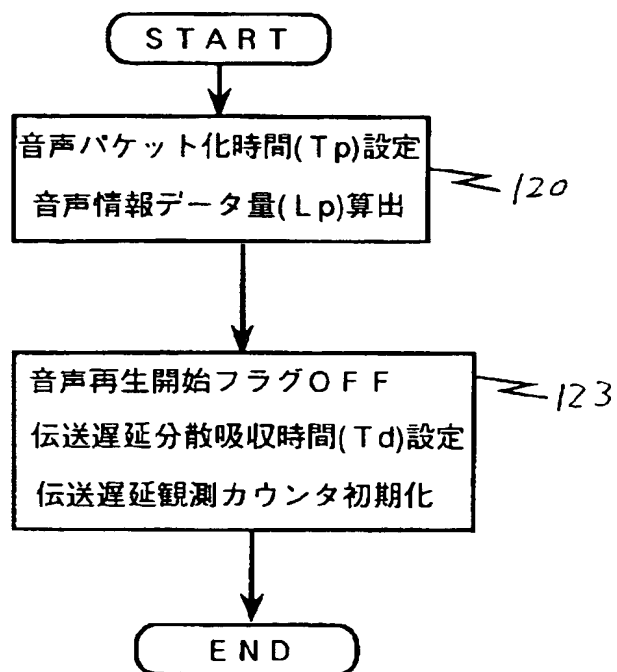 START
音声パケット化時間(Tp)設定
音声情報データ量(Lp)算出
120
音声再生開始フラグOFF
伝送遅延分散吸収時間(Td)設定
伝送遅延観測カウンタ初期化
123
END